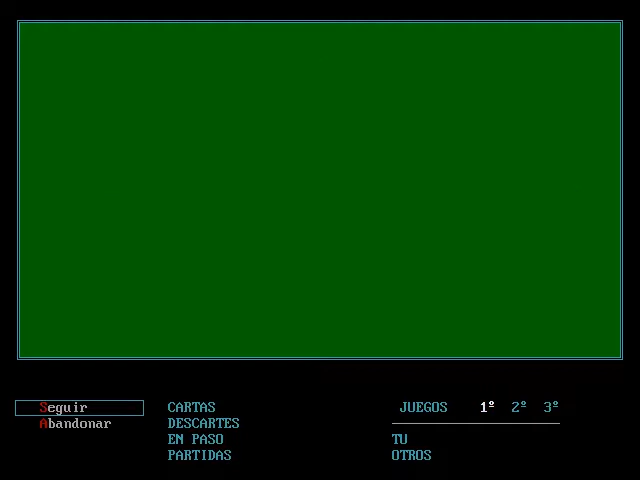 Seguir CARTAS JUEGOS 1º 2º 3º
Abandonar DESCARTES
EN PASO TU
PARTIDAS OTROS